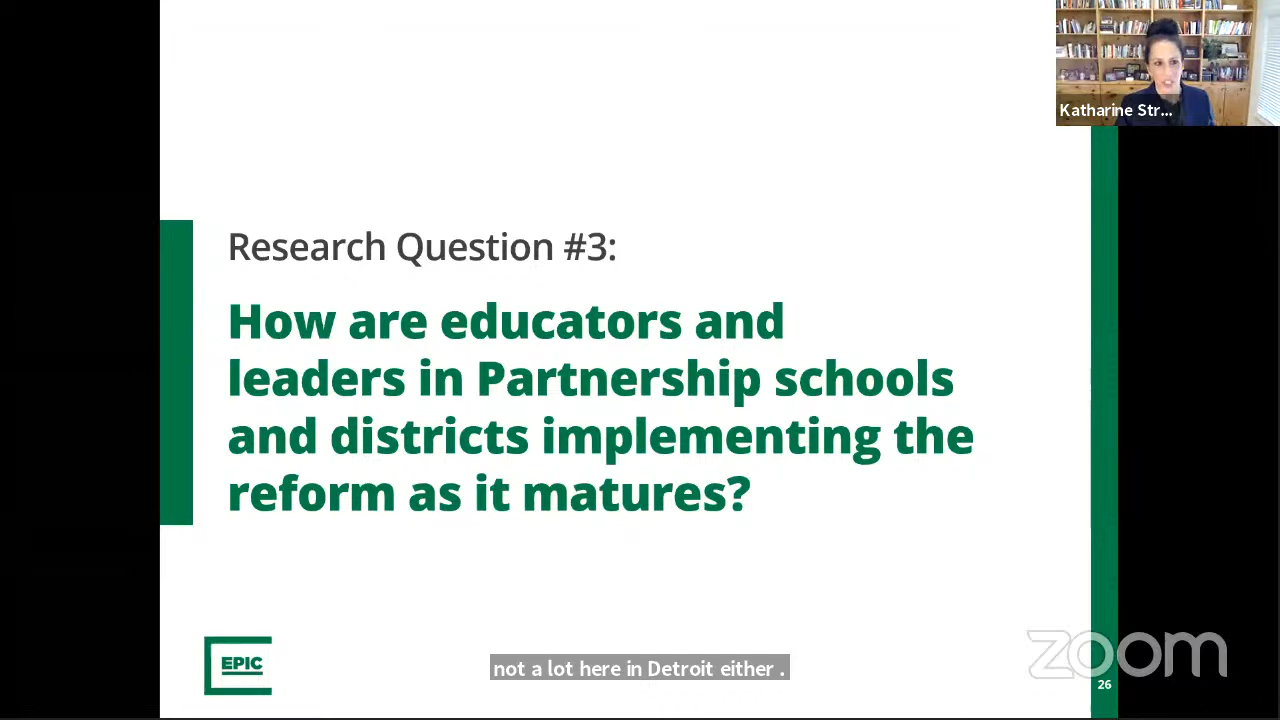 Katharine Str...
Research Question #3:
How are educators and
leaders in Partnership schools
and districts implementing the
reform as it matures?
EPIC
not a lot here in Detroit either .
zoom
26